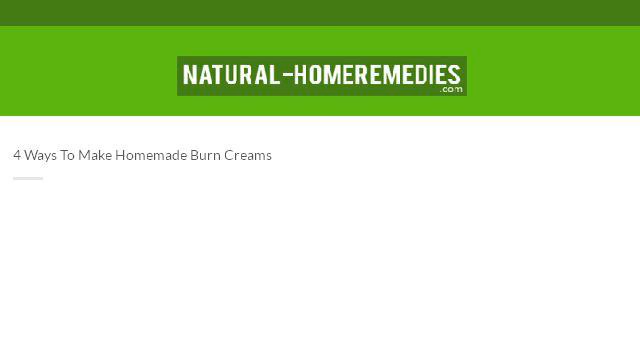 NATURAL-HOMEREMEDIES
.com
4 Ways To Make Homemade Burn Creams